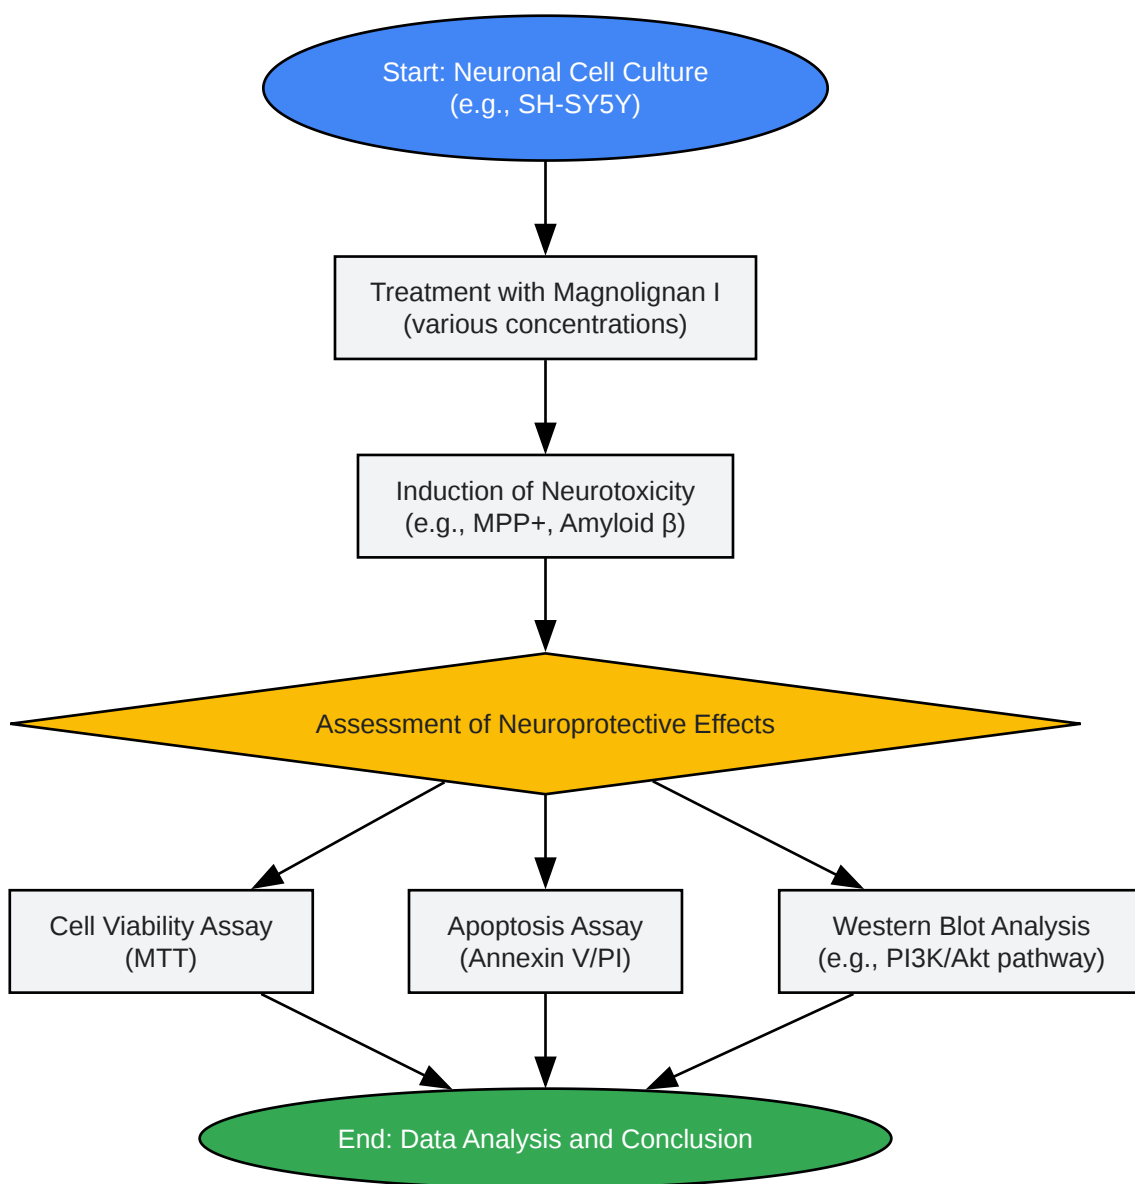 Start: Neuronal Cell Culture
(e.g., SH-SY5Y)
Treatment with Magnolignan I
(various concentrations)
Induction of Neurotoxicity
(e.g., MPP+, Amyloid β)
Assessment of Neuroprotective Effects
Cell Viability Assay
(MTT)
Apoptosis Assay
(Annexin V/PI)
Western Blot Analysis
(e.g., PI3K/Akt pathway)
End: Data Analysis and Conclusion